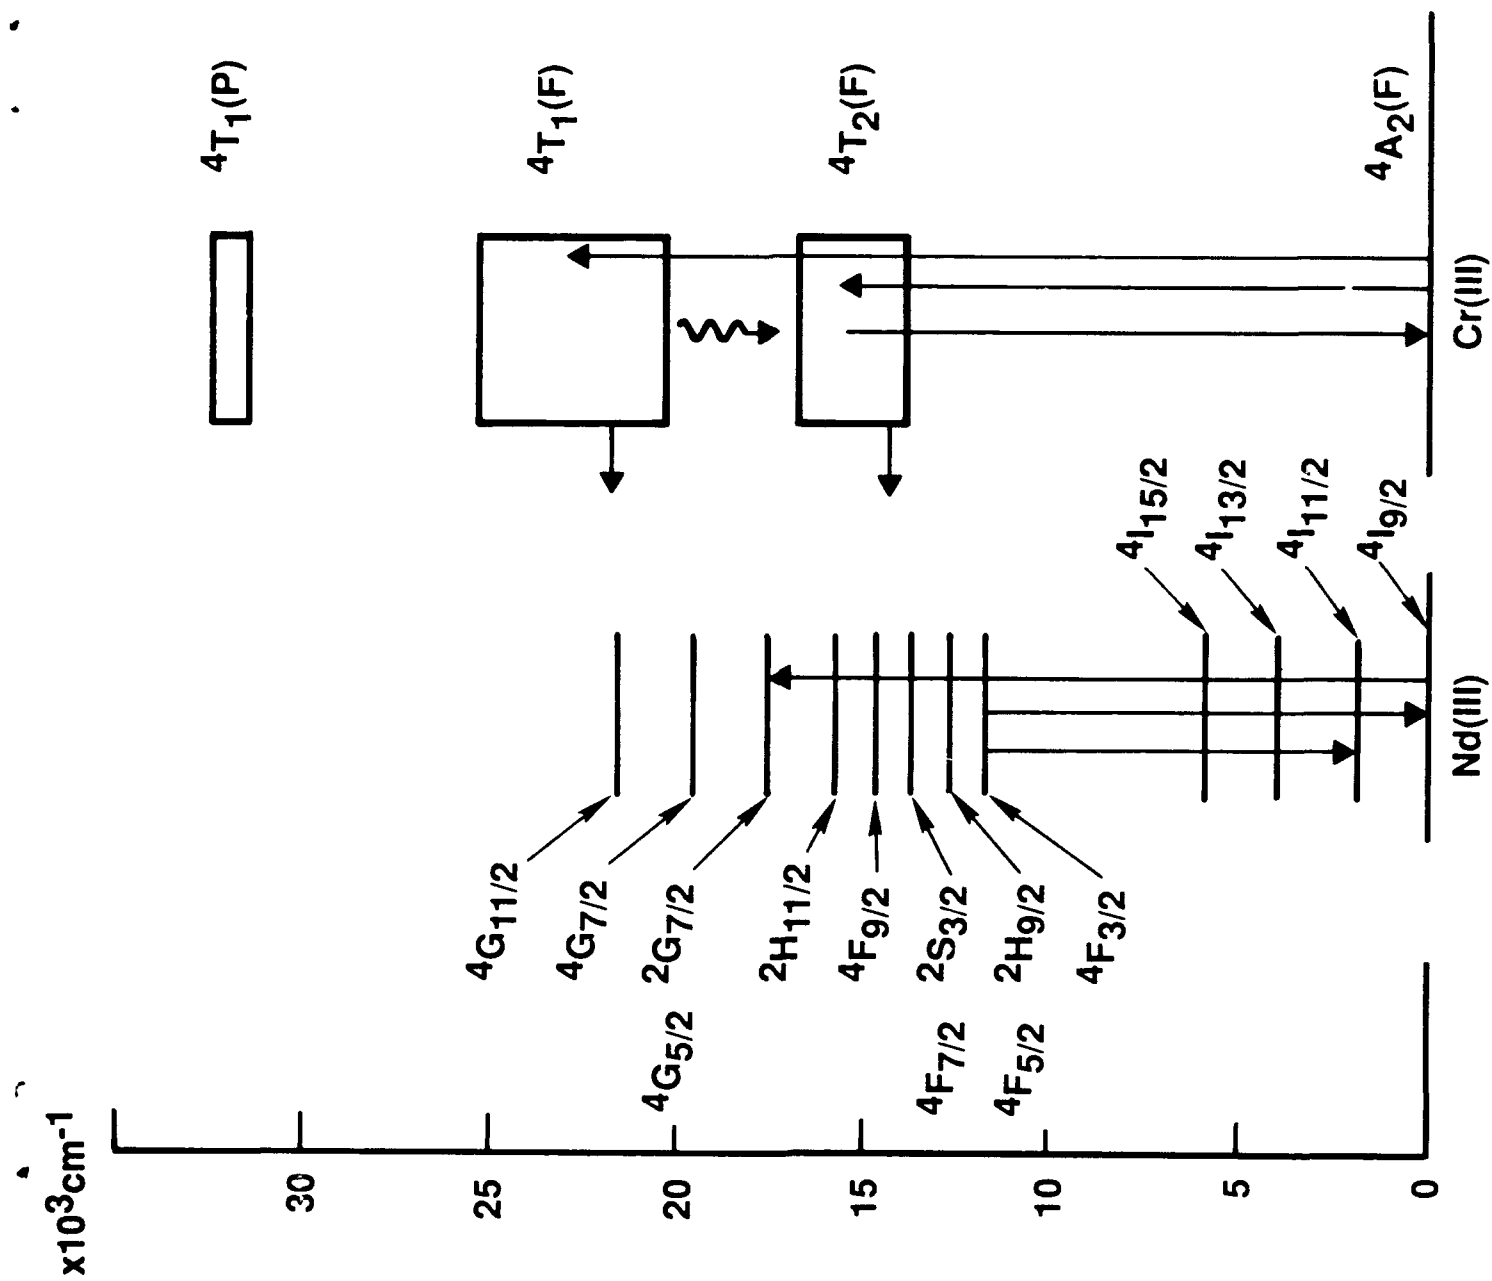 x10³cm⁻¹
30
25
20
15
10
5
0
⁴G₁₁/₂
⁴G₇/₂
⁴G₅/₂ ²G₇/₂
²H₁₁/₂
⁴F₉/₂
⁴F₇/₂ ²S₃/₂
⁴F₅/₂ ²H₉/₂
⁴F₃/₂
⁴I₁₅/₂
⁴I₁₃/₂
⁴I₁₁/₂
⁴I₉/₂
Nd(III)
⁴T₁(P)
⁴T₁(F)
⁴T₂(F)
⁴A₂(F)
Cr(III)